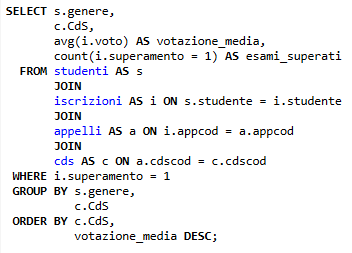 SELECT s.genere,
c.CdS,
avg(i.voto) AS votazione_media,
count(i.superamento = 1) AS esami_superati
FROM studenti AS s
JOIN
iscrizioni AS i ON s.studente = i.studente
JOIN
appelli AS a ON i.appcod = a.appcod
JOIN
cds AS c ON a.cdscod = c.cdscod
WHERE i.superamento = 1
GROUP BY s.genere,
c.CdS
ORDER BY c.CdS,
votazione_media DESC;